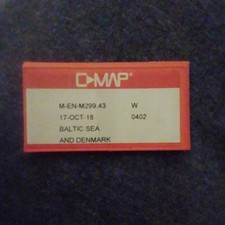 C-MAP®
M-EN-M299.43 W
17-OCT-18 0402
BALTIC SEA
AND DENMARK